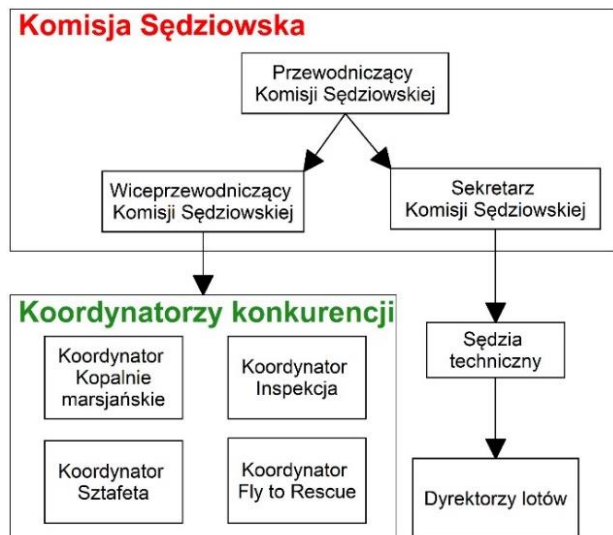 Komisja Sędziowska
Przewodniczący
Komisji Sędziowskiej
Wiceprzewodniczący
Komisji Sędziowskiej
Sekretarz
Komisji Sędziowskiej
Koordynatorzy konkurencji
Koordynator
Kopalnie
marsjańskie
Koordynator
Inspekcja
Koordynator
Sztafeta
Koordynator
Fly to Rescue
Sędzia
techniczny
Dyrektorzy lotów